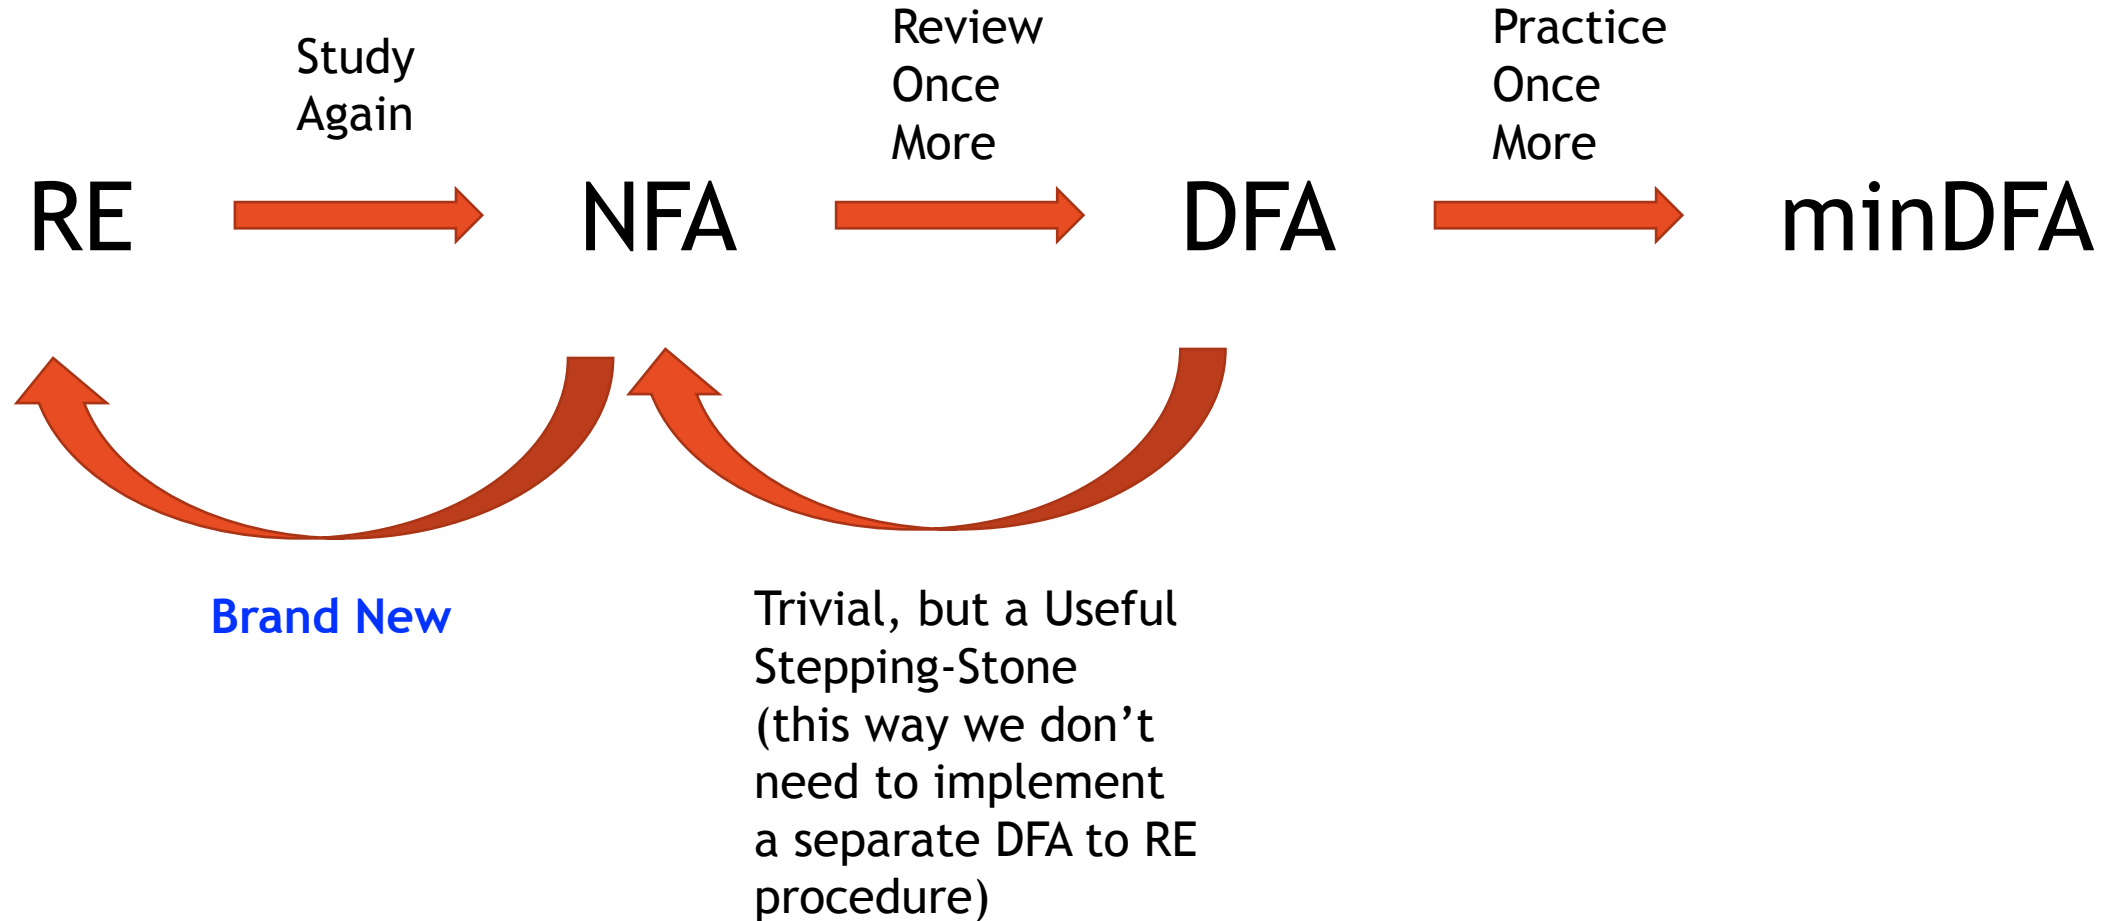 Study
Again
Review
Once
More
Practice
Once
More
RE
NFA
DFA
minDFA
Brand New
Trivial, but a Useful
Stepping-Stone
(this way we don’t
need to implement
a separate DFA to RE
procedure)